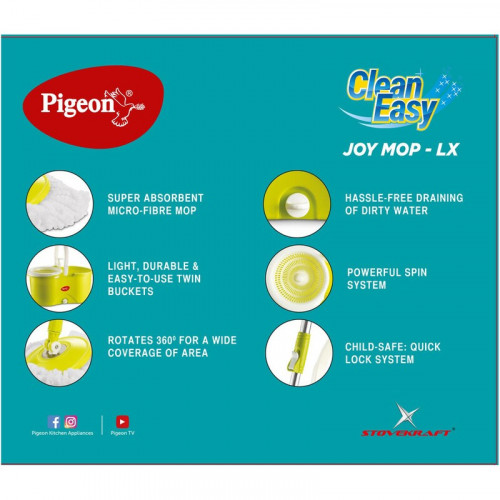 Pigeon®
Clean
Easy
JOY MOP - LX
SUPER ABSORBENT
MICRO-FIBRE MOP
HASSLE-FREE DRAINING
OF DIRTY WATER
LIGHT, DURABLE &
EASY-TO-USE TWIN
BUCKETS
POWERFUL SPIN
SYSTEM
ROTATES 360° FOR A WIDE
COVERAGE OF AREA
CHILD-SAFE: QUICK
LOCK SYSTEM
Pigeon Kitchen Appliances
Pigeon TV
STOVEKRAFT